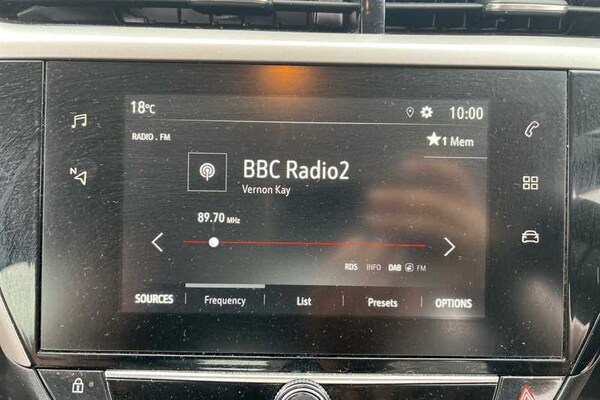 18°C
10:00
RADIO . FM
1 Mem
BBC Radio2
Vernon Kay
N
89.70 MHz
RDS INFO DAB FM
SOURCES Frequency List Presets OPTIONS